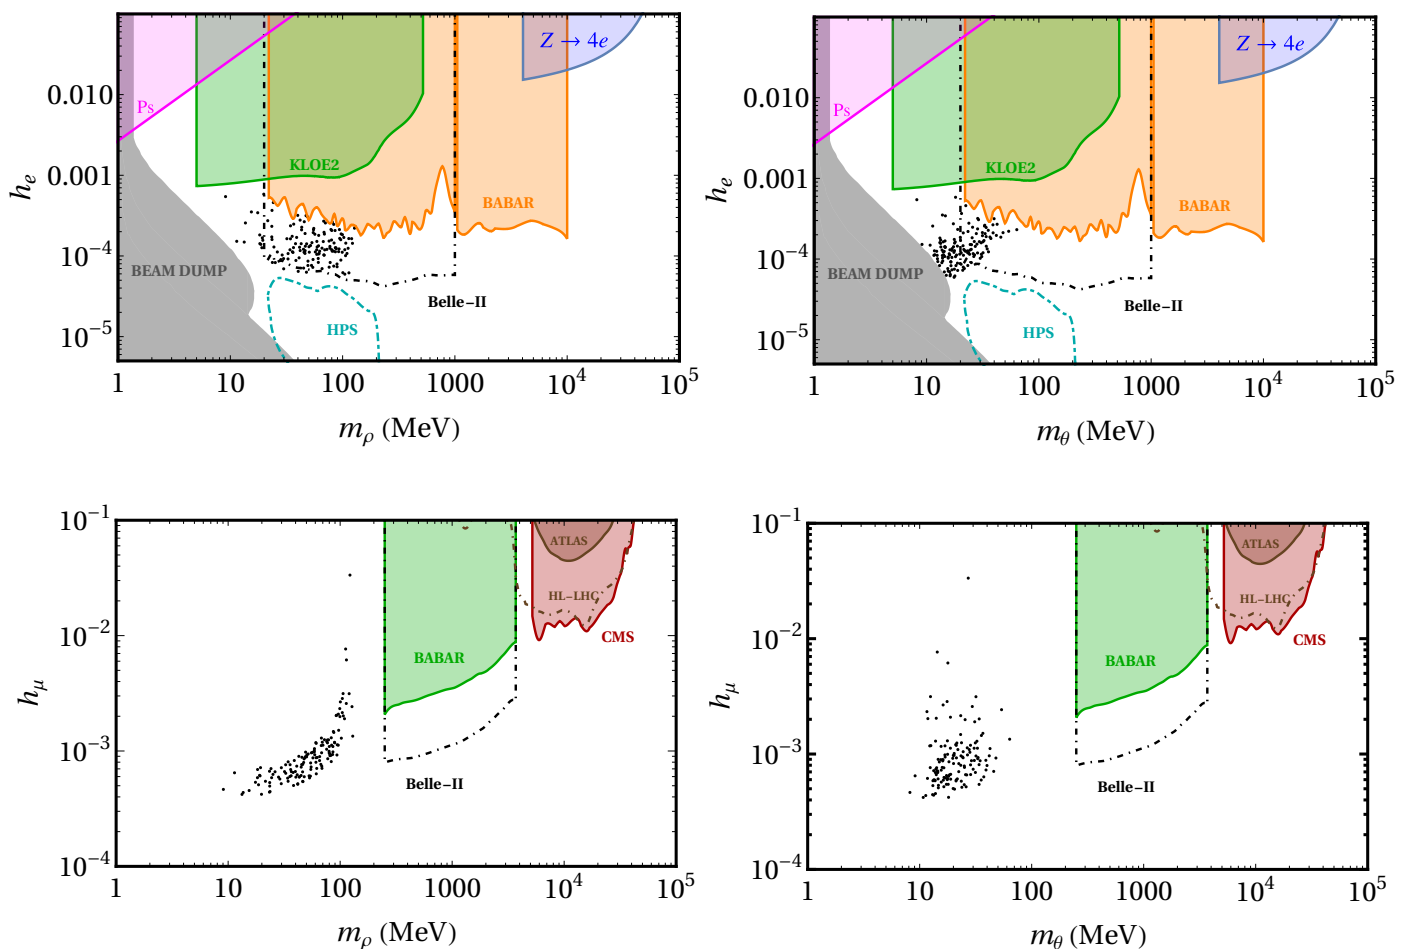 Z → 4e
Ps
KLOE2
BABAR
BEAM DUMP
Belle-II
HPS
h_e
0.010
0.001
10^-4
10^-5
1 10 100 1000 10^4 10^5
m_ρ (MeV)
Z → 4e
Ps
KLOE2
BABAR
BEAM DUMP
Belle-II
HPS
h_e
0.010
0.001
10^-4
10^-5
1 10 100 1000 10^4 10^5
m_θ (MeV)
ATLAS
HL-LHC
CMS
BABAR
Belle-II
h_μ
10^-1
10^-2
10^-3
10^-4
1 10 100 1000 10^4 10^5
m_ρ (MeV)
ATLAS
HL-LHC
CMS
BABAR
Belle-II
h_μ
10^-1
10^-2
10^-3
10^-4
1 10 100 1000 10^4 10^5
m_θ (MeV)